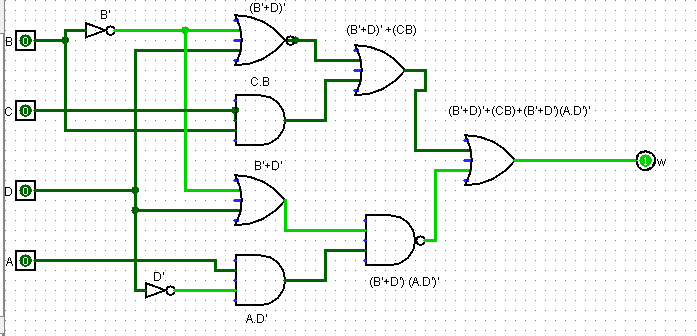 B'
(B'+D)'
(B'+D)' +(CB)
B
0
C.B
C
0
(B'+D)'+(CB)+(B'+D')(A.D')'
1
w
B'+D'
D
0
A
0
D'
(B'+D') (A.D')'
A.D'